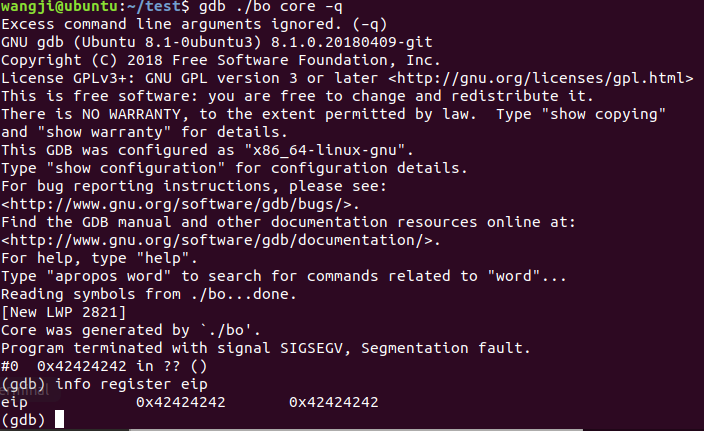 wangji@ubuntu:~/test$ gdb ./bo core -q
Excess command line arguments ignored. (-q)
GNU gdb (Ubuntu 8.1-0ubuntu3) 8.1.0.20180409-git
Copyright (C) 2018 Free Software Foundation, Inc.
License GPLv3+: GNU GPL version 3 or later <http://gnu.org/licenses/gpl.html>
This is free software: you are free to change and redistribute it.
There is NO WARRANTY, to the extent permitted by law.  Type "show copying"
and "show warranty" for details.
This GDB was configured as "x86_64-linux-gnu".
Type "show configuration" for configuration details.
For bug reporting instructions, please see:
<http://www.gnu.org/software/gdb/bugs/>.
Find the GDB manual and other documentation resources online at:
<http://www.gnu.org/software/gdb/documentation/>.
For help, type "help".
Type "apropos word" to search for commands related to "word"...
Reading symbols from ./bo...done.
[New LWP 2821]
Core was generated by `./bo'.
Program terminated with signal SIGSEGV, Segmentation fault.
#0  0x42424242 in ?? ()
(gdb) info register eip
eip            0x42424242       0x42424242
(gdb)